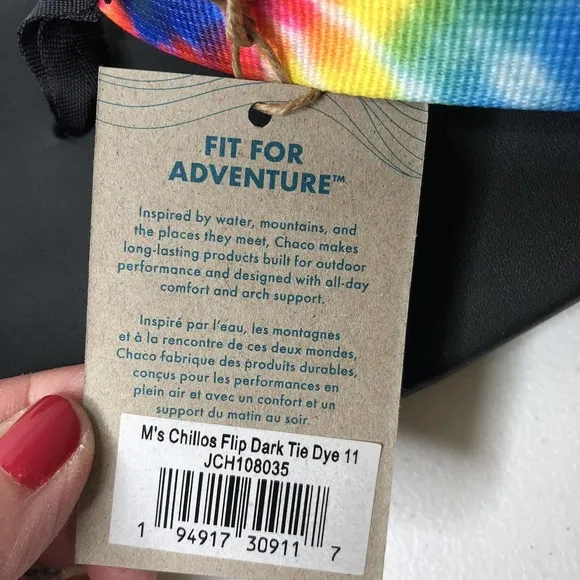 FIT FOR
ADVENTURE™
Inspired by water, mountains, and
the places they meet, Chaco makes
long-lasting products built for outdoor
performance and designed with all-day
comfort and arch support.
Inspiré par l'eau, les montagnes
et à la rencontre de ces deux mondes,
Chaco fabrique des produits durables,
conçus pour les performances en
plein air et avec un confort et un
support du matin au soir.
M's Chillos Flip Dark Tie Dye 11
JCH108035
1 94917 30911 7